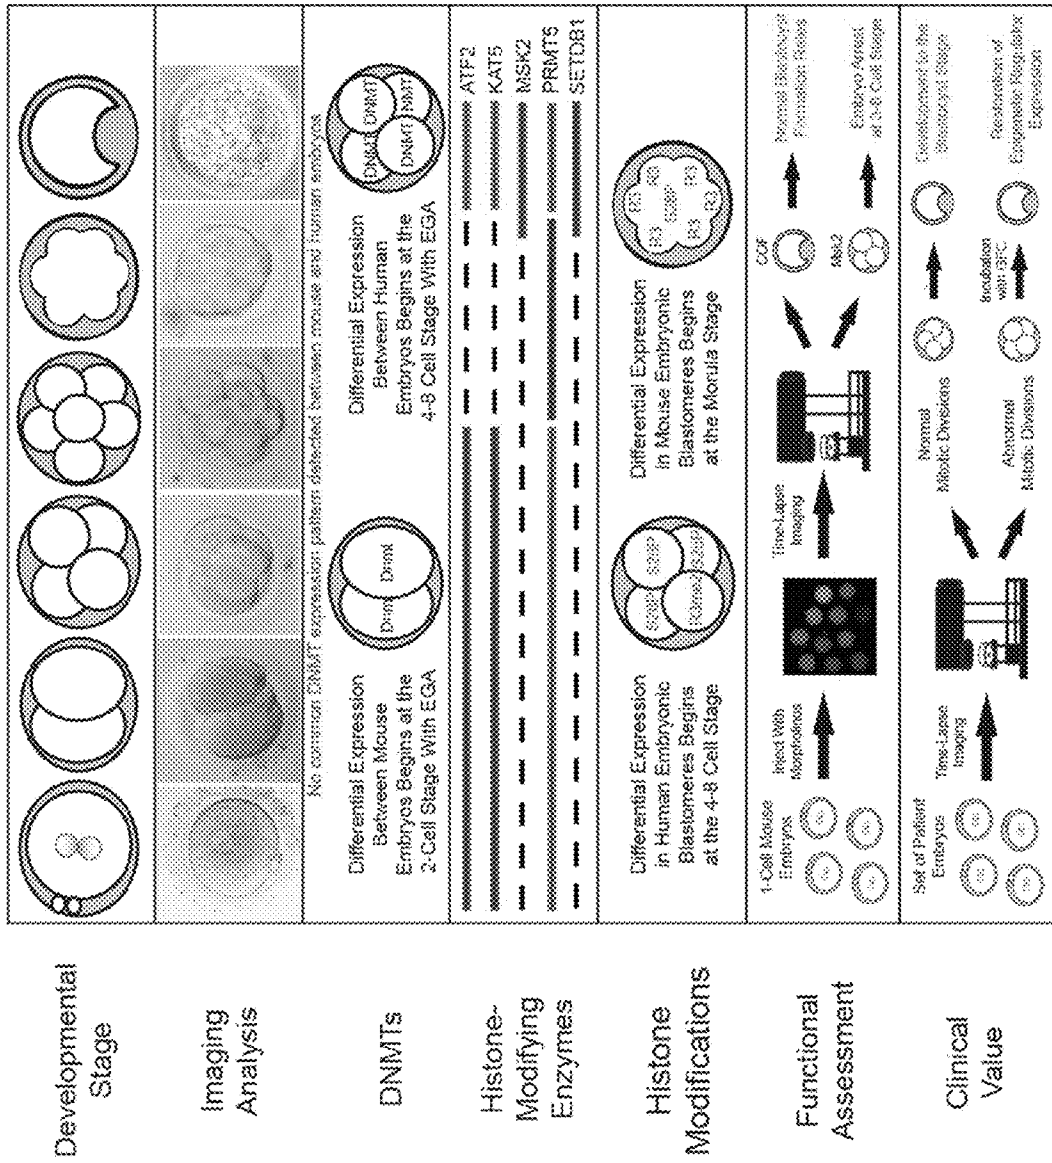 Developmental
Stage
Imaging
Analysis
DNMTs
No common DNMT expression pattern detected between mouse and human embryos
Differential Expression
Between Mouse
Embryos Begins at the
2-Cell Stage With EGA
Dnmt
Dnmt
Differential Expression
Between Human
Embryos Begins at the
4-8 Cell Stage With EGA
DNMT
DNMT
DNMT
NMT
Histone-
Modifying
Enzymes
ATF2
KAT5
MSK2
PRMT5
SETDB1
Histone
Modifications
Differential Expression
in Human Embryonic
Blastomeres Begins
at the 4-8 Cell Stage
Differential Expression
in Mouse Embryonic
Blastomeres Begins
at the Morula Stage
Functional
Assessment
1-Cell Mouse
Embryos
Inject With
Morpholinos
Time-Lapse
Imaging
Msk2
Normal Blastocyst
Formation Rates
Embryo Arrest
Cell Stage
Clinical
Value
Set of Patient
Embryos
Time-Lapse
Imaging
Normal
Mitotic Divisions
Abnormal
Mitotic Divisions
Incubation
with
Development to the
Blastocyst Stage
Restoration of
Epigenetic Regulator
Expression